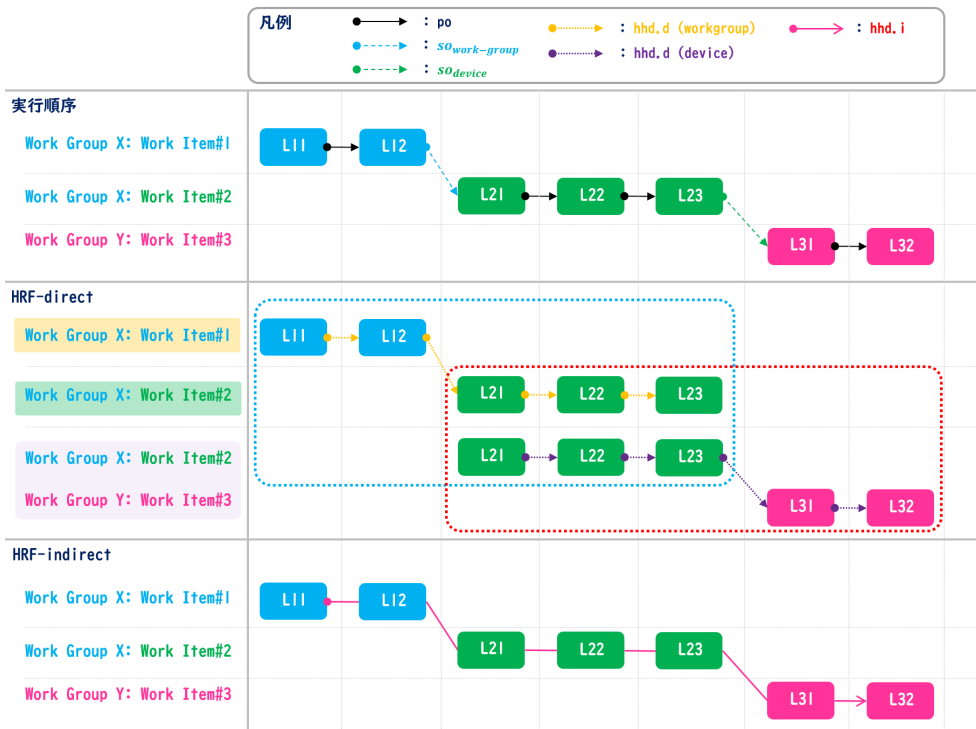 凡例
: po
: so_work-group
: so_device
: hhd.d (workgroup)
: hhd.d (device)
: hhd.i
実行順序
Work Group X: Work Item#1
L11 L12
Work Group X: Work Item#2
L21 L22 L23
Work Group Y: Work Item#3
L31 L32
HRF-direct
Work Group X: Work Item#1
L11 L12
Work Group X: Work Item#2
L21 L22 L23
Work Group X: Work Item#2
L21 L22 L23
Work Group Y: Work Item#3
L31 L32
HRF-indirect
Work Group X: Work Item#1
L11 L12
Work Group X: Work Item#2
L21 L22 L23
Work Group Y: Work Item#3
L31 L32